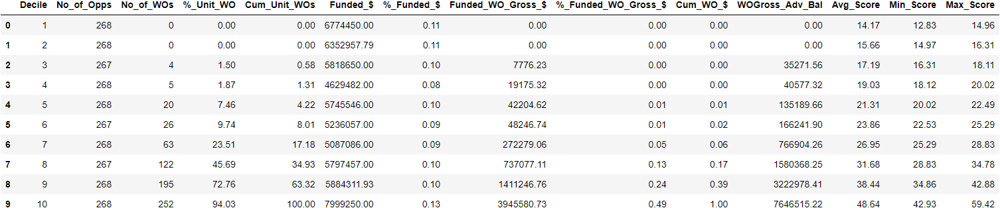 Decile No_of_Opps No_of_WOs %_Unit_WO Cum_Unit_WOs Funded_$ %_Funded_$ Funded_WO_Gross_$ %_Funded_WO_Gross_$ Cum_WO_$ WOGross_Adv_Bal Avg_Score Min_Score Max_Score
0 1 268 0 0.00 0.00 6774450.00 0.11 0.00 0.00 0.00 0.00 14.17 12.83 14.96
1 2 268 0 0.00 0.00 6352957.79 0.11 0.00 0.00 0.00 0.00 15.66 14.97 16.31
2 3 267 4 1.50 0.58 5818650.00 0.10 7776.23 0.00 0.00 35271.56 17.19 16.31 18.11
3 4 268 5 1.87 1.31 4629482.00 0.08 19175.32 0.00 0.00 40577.32 19.03 18.12 20.02
4 5 268 20 7.46 4.22 5745546.00 0.10 42204.62 0.01 0.01 135189.66 21.31 20.02 22.49
5 6 267 26 9.74 8.01 5236057.00 0.09 48246.74 0.01 0.02 166241.90 23.86 22.53 25.29
6 7 268 63 23.51 17.18 5087086.00 0.09 272279.06 0.05 0.06 766904.26 26.95 25.29 28.83
7 8 267 122 45.69 34.93 5797457.00 0.10 737077.11 0.13 0.17 1580368.25 31.68 28.83 34.78
8 9 268 195 72.76 63.32 5884311.93 0.10 1411246.76 0.24 0.39 3222978.41 38.44 34.86 42.88
9 10 268 252 94.03 100.00 7999250.00 0.13 3945580.73 0.49 1.00 7646515.22 48.64 42.93 59.42